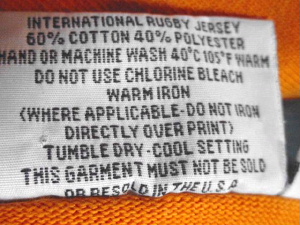 INTERNATIONAL RUGBY JERSEY
60% COTTON 40% POLYESTER
HAND OR MACHINE WASH 40°C 105°F WARM
DO NOT USE CHLORINE BLEACH
WARM IRON
(WHERE APPLICABLE-DO NOT IRON
DIRECTLY OVER PRINT)
TUMBLE DRY-COOL SETTING
THIS GARMENT MUST NOT BE SOLD
OR RESOLD IN THE U.S.A